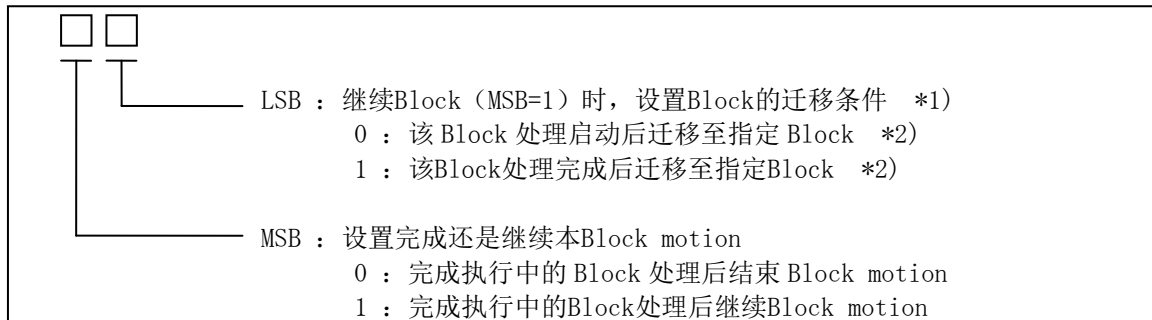 LSB : 继续Block（MSB=1）时，设置Block的迁移条件 *1)
0 : 该 Block 处理启动后迁移至指定 Block *2)
1 : 该Block处理完成后迁移至指定Block *2)
MSB : 设置完成还是继续本Block motion
0 : 完成执行中的 Block 处理后结束 Block motion
1 : 完成执行中的Block处理后继续Block motion